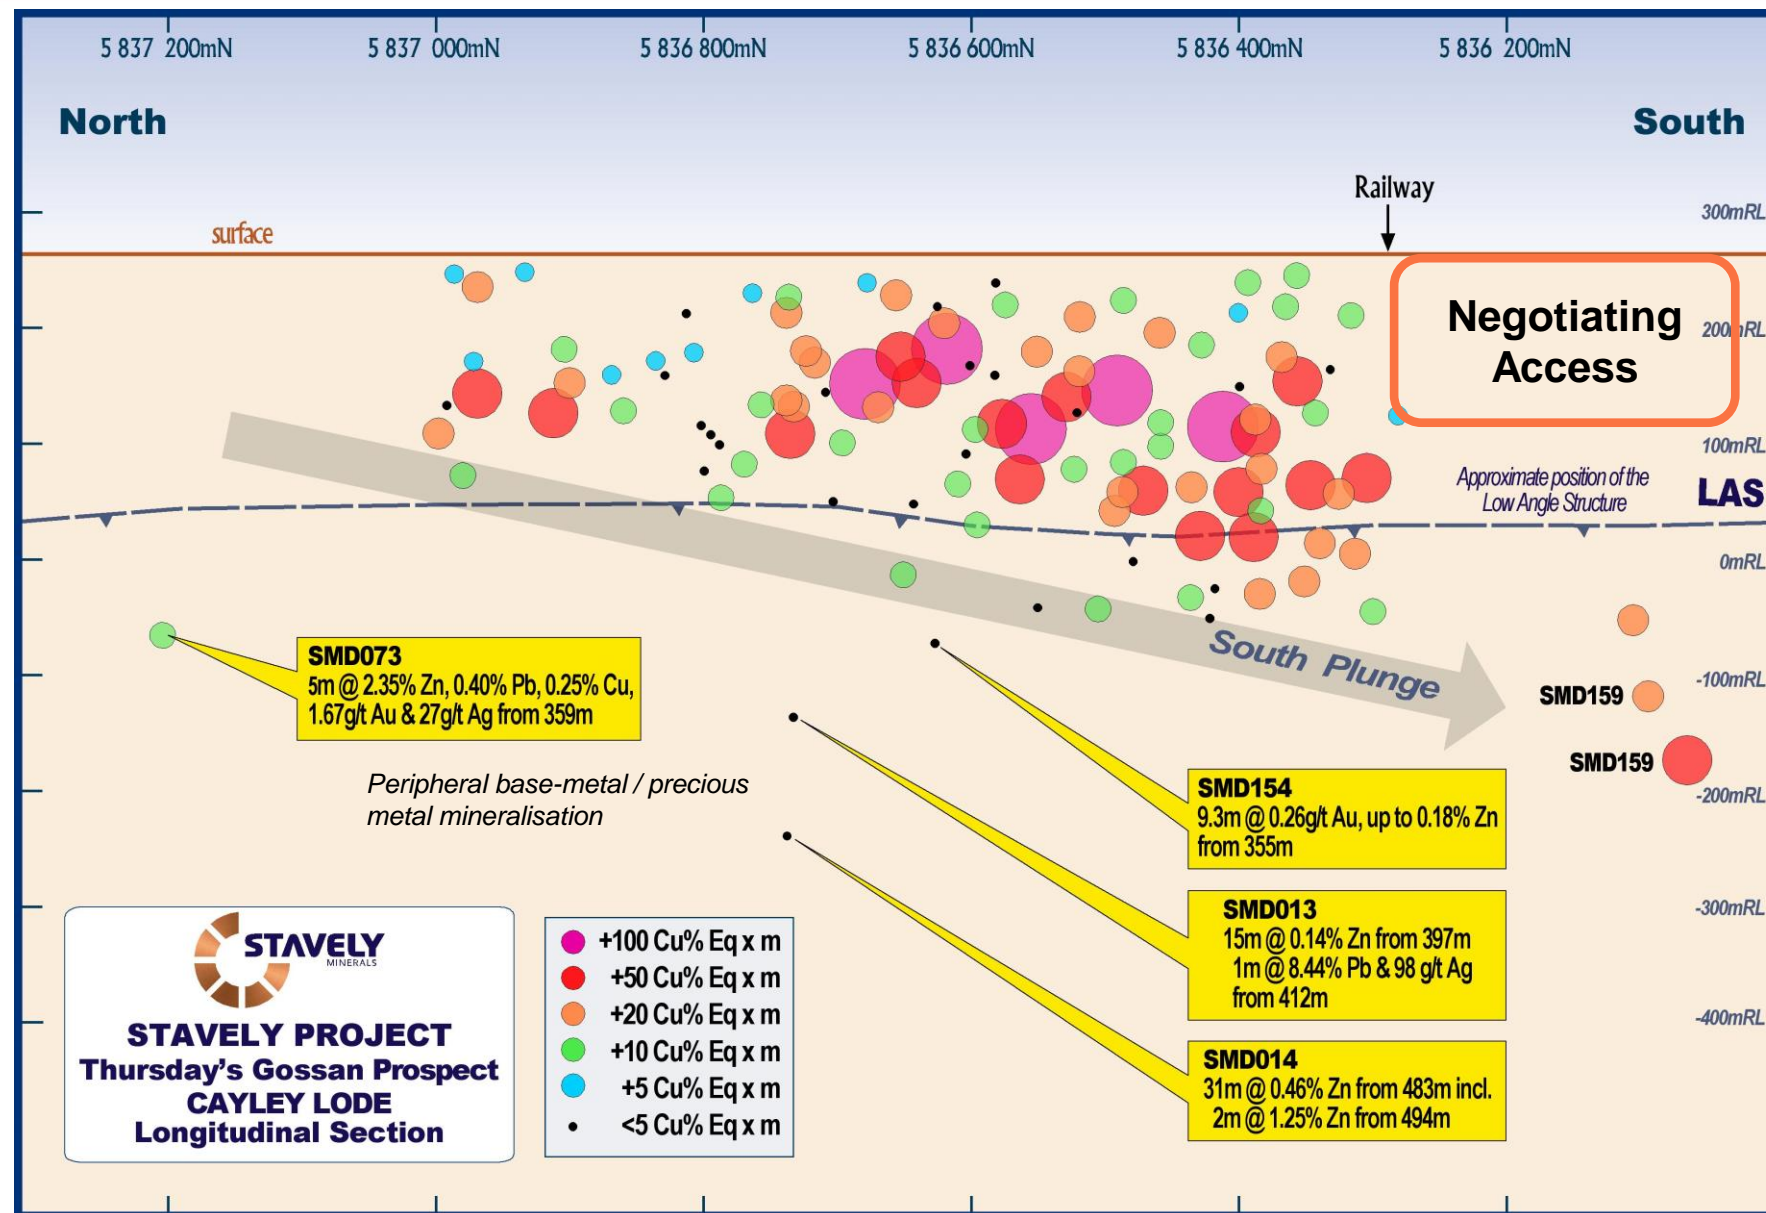 5 837 200mN
5 837 000mN
5 836 800mN
5 836 600mN
5 836 400mN
5 836 200mN
North
South
Railway
300mRL
surface
Negotiating
Access
200mRL
100mRL
Approximate position of the
Low Angle Structure
LAS
0mRL
South Plunge
SMD073
5m @ 2.35% Zn, 0.40% Pb, 0.25% Cu,
1.67g/t Au & 27g/t Ag from 359m
-100mRL
SMD159
SMD159
Peripheral base-metal / precious
metal mineralisation
-200mRL
SMD154
9.3m @ 0.26g/t Au, up to 0.18% Zn
from 355m
SMD013
15m @ 0.14% Zn from 397m
1m @ 8.44% Pb & 98 g/t Ag
from 412m
-300mRL
-400mRL
SMD014
31m @ 0.46% Zn from 483m incl.
2m @ 1.25% Zn from 494m
STAVELY
MINERALS
STAVELY PROJECT
Thursday's Gossan Prospect
CAYLEY LODE
Longitudinal Section
+100 Cu% Eq x m
+50 Cu% Eq x m
+20 Cu% Eq x m
+10 Cu% Eq x m
+5 Cu% Eq x m
<5 Cu% Eq x m